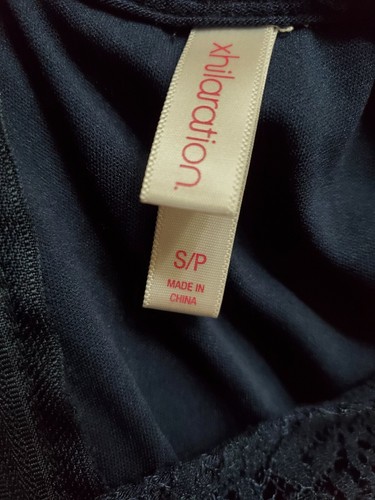 xhilaration.
S/P
MADE IN
CHINA